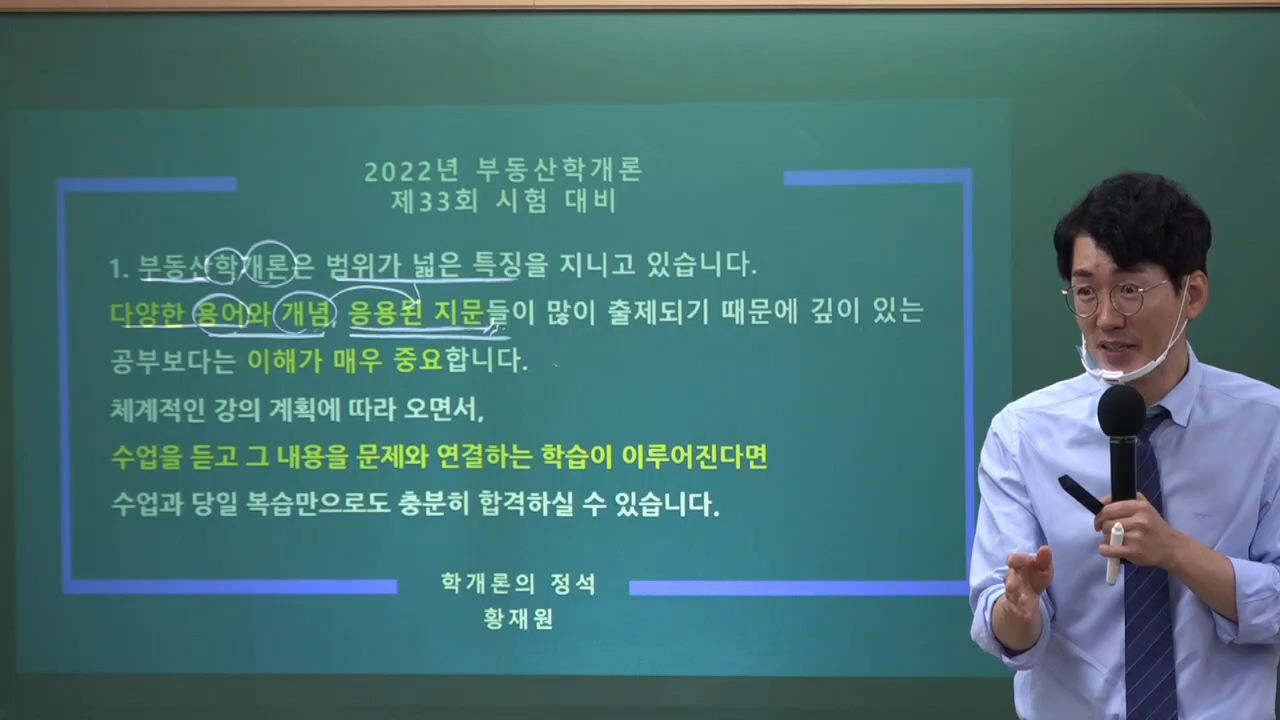 2022년 부동산학개론
제33회 시험 대비
1. 부동산학개론은 범위가 넓은 특징을 지니고 있습니다.
다양한 용어와 개념, 응용된 지문들이 많이 출제되기 때문에 깊이 있는
공부보다는 이해가 매우 중요합니다.
체계적인 강의 계획에 따라 오면서,
수업을 듣고 그 내용을 문제와 연결하는 학습이 이루어진다면
수업과 당일 복습만으로도 충분히 합격하실 수 있습니다.
학개론의 정석
황재원